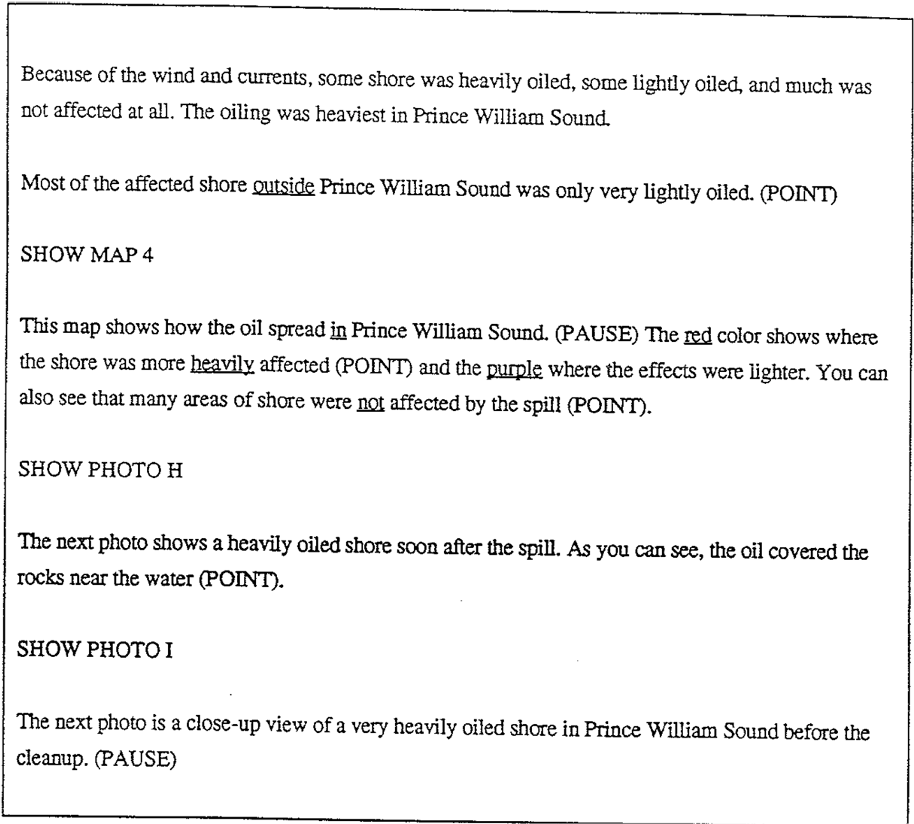 Because of the wind and currents, some shore was heavily oiled, some lightly oiled, and much was
not affected at all. The oiling was heaviest in Prince William Sound.
Most of the affected shore outside Prince William Sound was only very lightly oiled. (POINT)
SHOW MAP 4
This map shows how the oil spread in Prince William Sound. (PAUSE) The red color shows where
the shore was more heavily affected (POINT) and the purple where the effects were lighter. You can
also see that many areas of shore were not affected by the spill (POINT).
SHOW PHOTO H
The next photo shows a heavily oiled shore soon after the spill. As you can see, the oil covered the
rocks near the water (POINT).
SHOW PHOTO I
The next photo is a close-up view of a very heavily oiled shore in Prince William Sound before the
cleanup. (PAUSE)